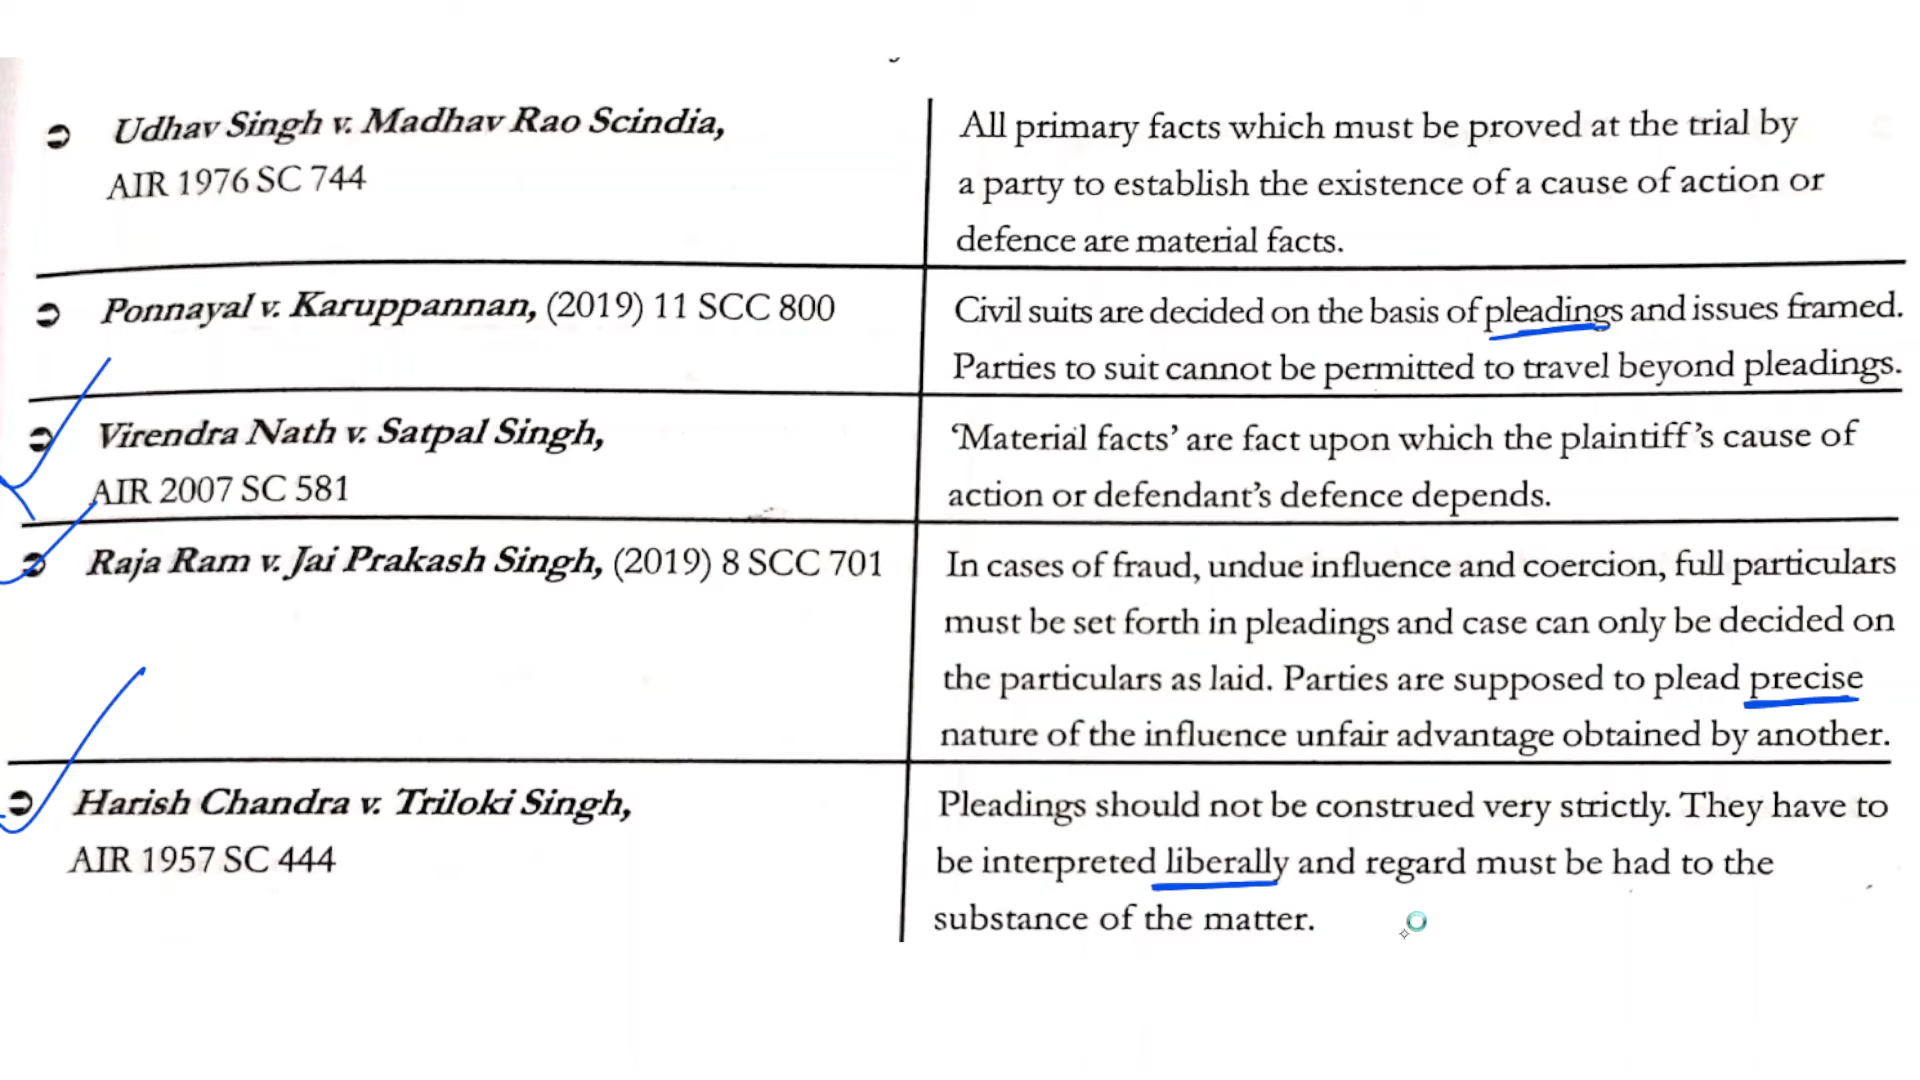 Udhav Singh v. Madhav Rao Scindia,
AIR 1976 SC 744
All primary facts which must be proved at the trial by
a party to establish the existence of a cause of action or
defence are material facts.
Ponnayal v. Karuppannan, (2019) 11 SCC 800
Civil suits are decided on the basis of pleadings and issues framed.
Parties to suit cannot be permitted to travel beyond pleadings.
Virendra Nath v. Satpal Singh,
AIR 2007 SC 581
‘Material facts’ are fact upon which the plaintiff’s cause of
action or defendant’s defence depends.
Raja Ram v. Jai Prakash Singh, (2019) 8 SCC 701
In cases of fraud, undue influence and coercion, full particulars
must be set forth in pleadings and case can only be decided on
the particulars as laid. Parties are supposed to plead precise
nature of the influence unfair advantage obtained by another.
Harish Chandra v. Triloki Singh,
AIR 1957 SC 444
Pleadings should not be construed very strictly. They have to
be interpreted liberally and regard must be had to the
substance of the matter.